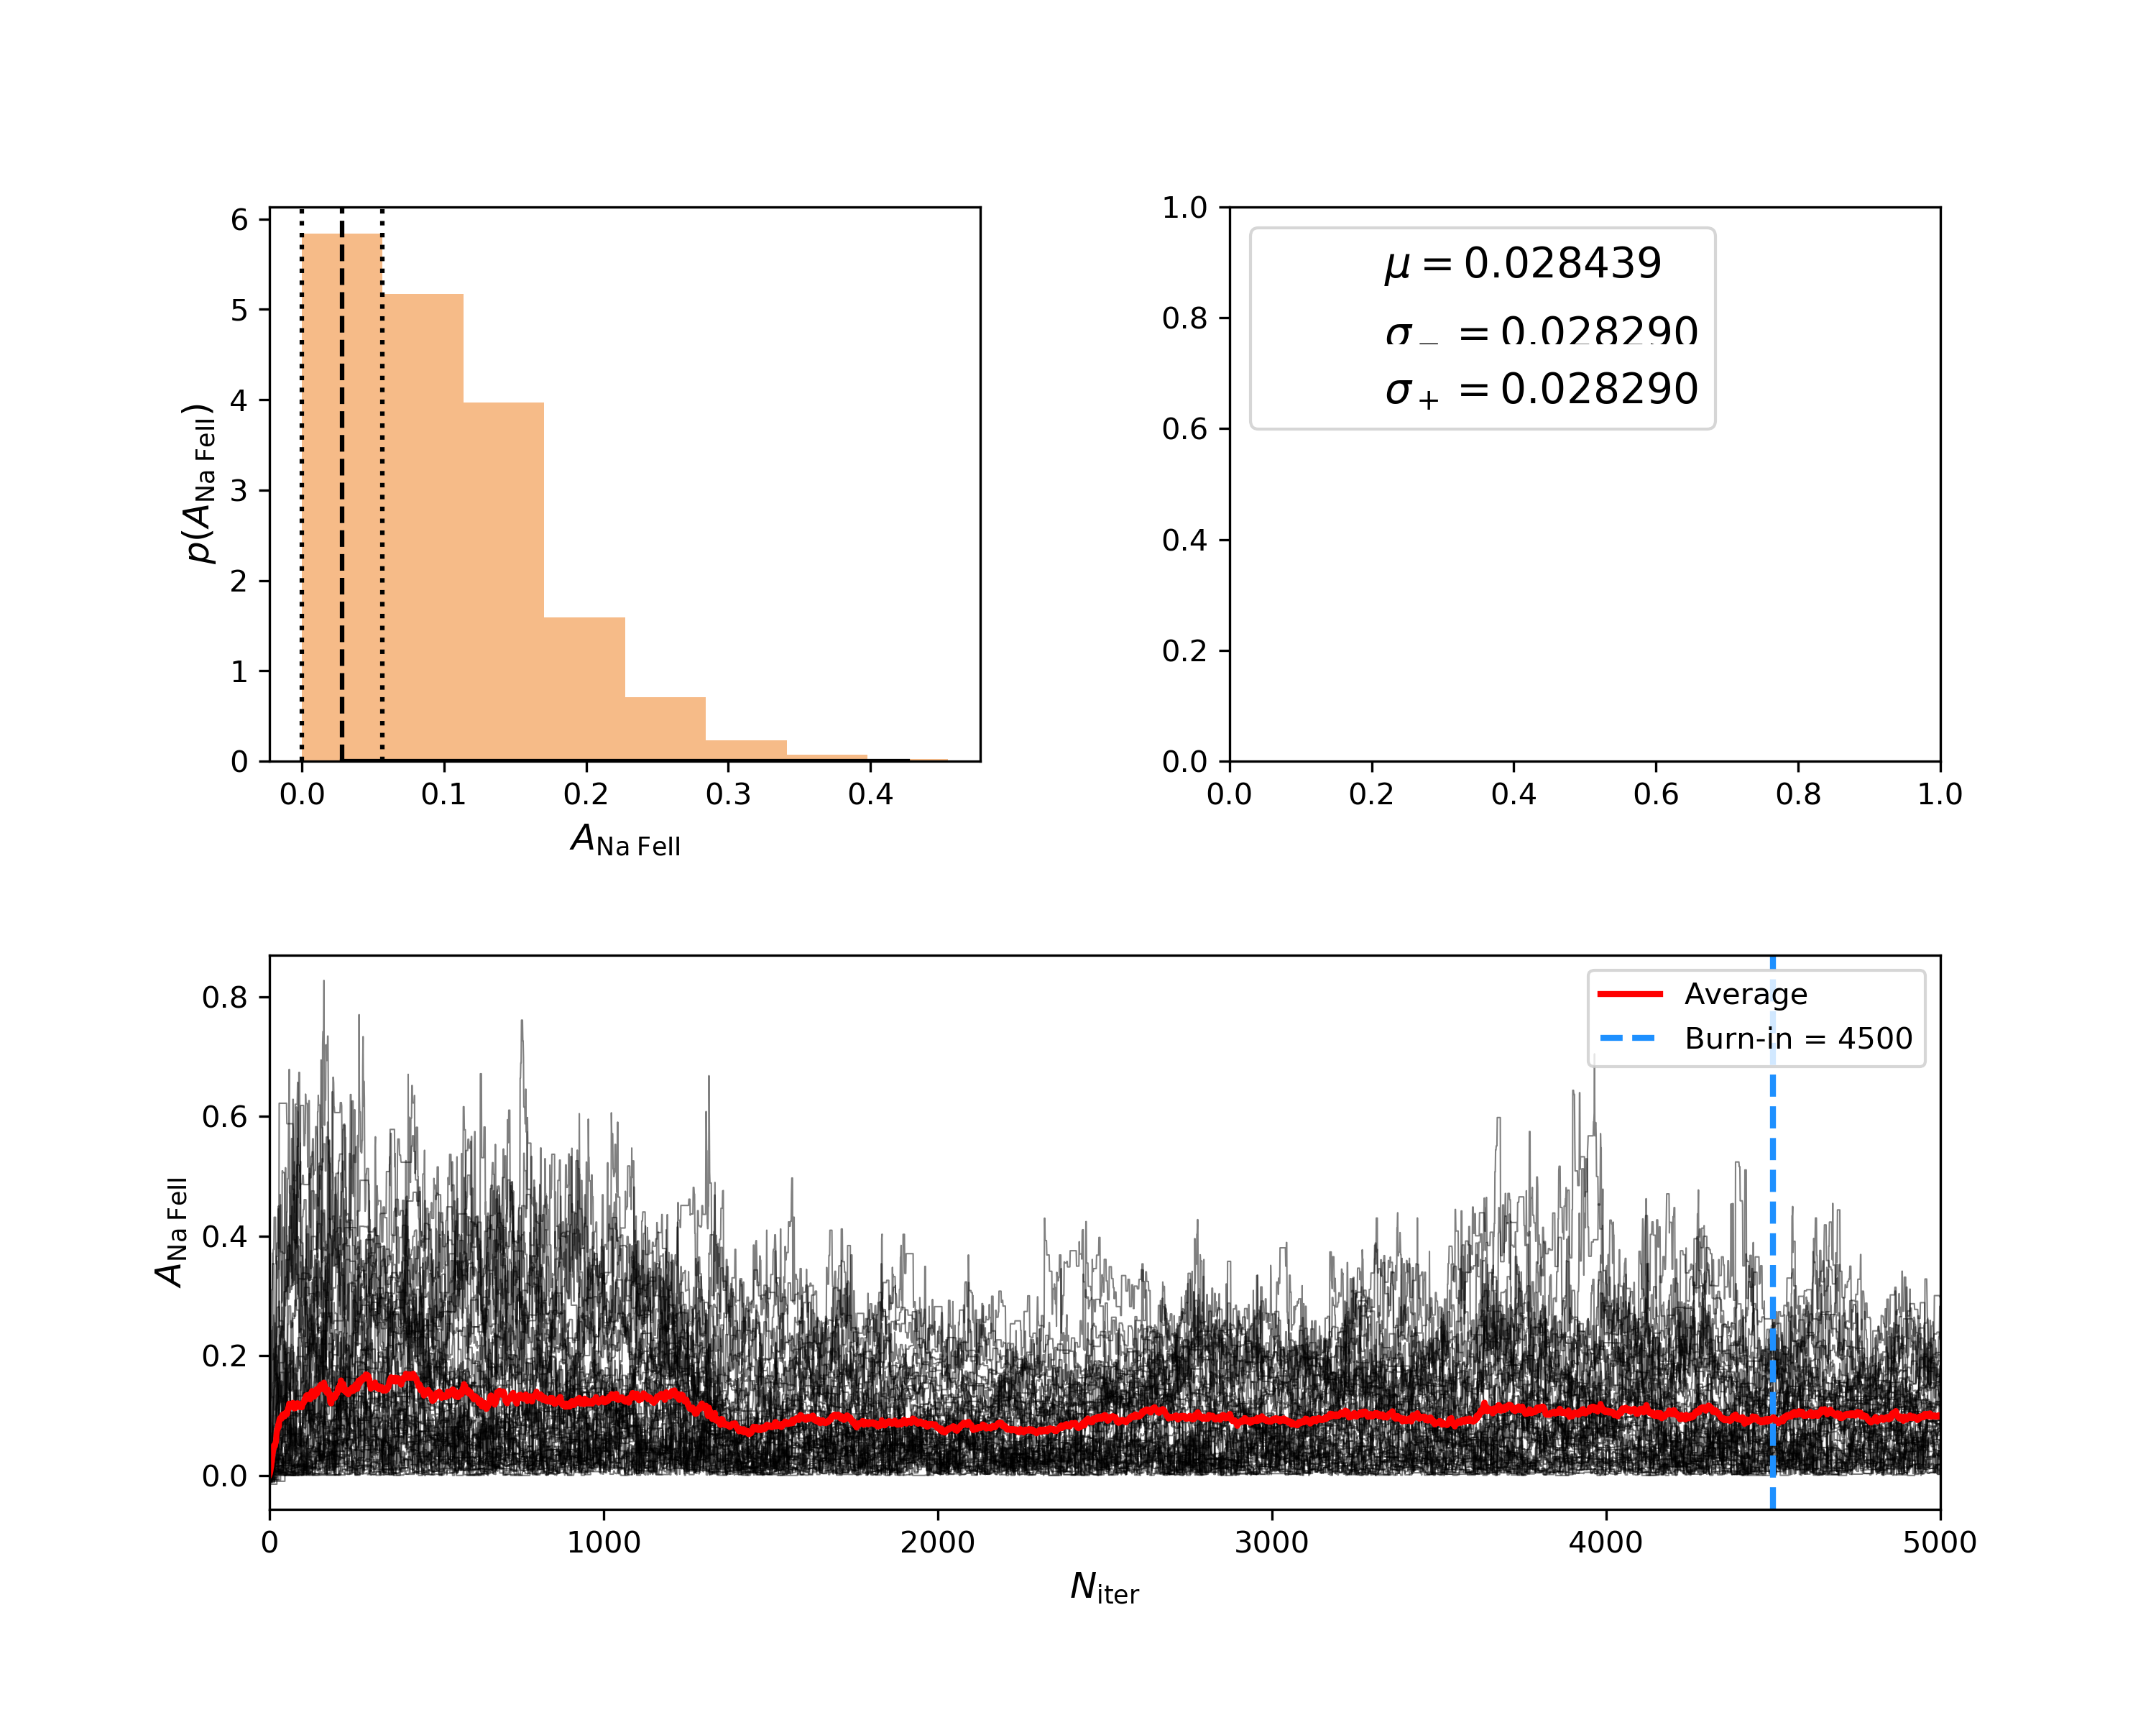 6
5
4
3
2
1
0
0.0 0.1 0.2 0.3 0.4
p(A_Na FeII)
A_Na FeII
1.0
0.8
0.6
0.4
0.2
0.0
0.0 0.2 0.4 0.6 0.8 1.0
μ = 0.028439
σ_− = 0.028290
σ_+ = 0.028290
0.8
0.6
0.4
0.2
0.0
A_Na FeII
Average
Burn-in = 4500
0 1000 2000 3000 4000 5000
N_iter